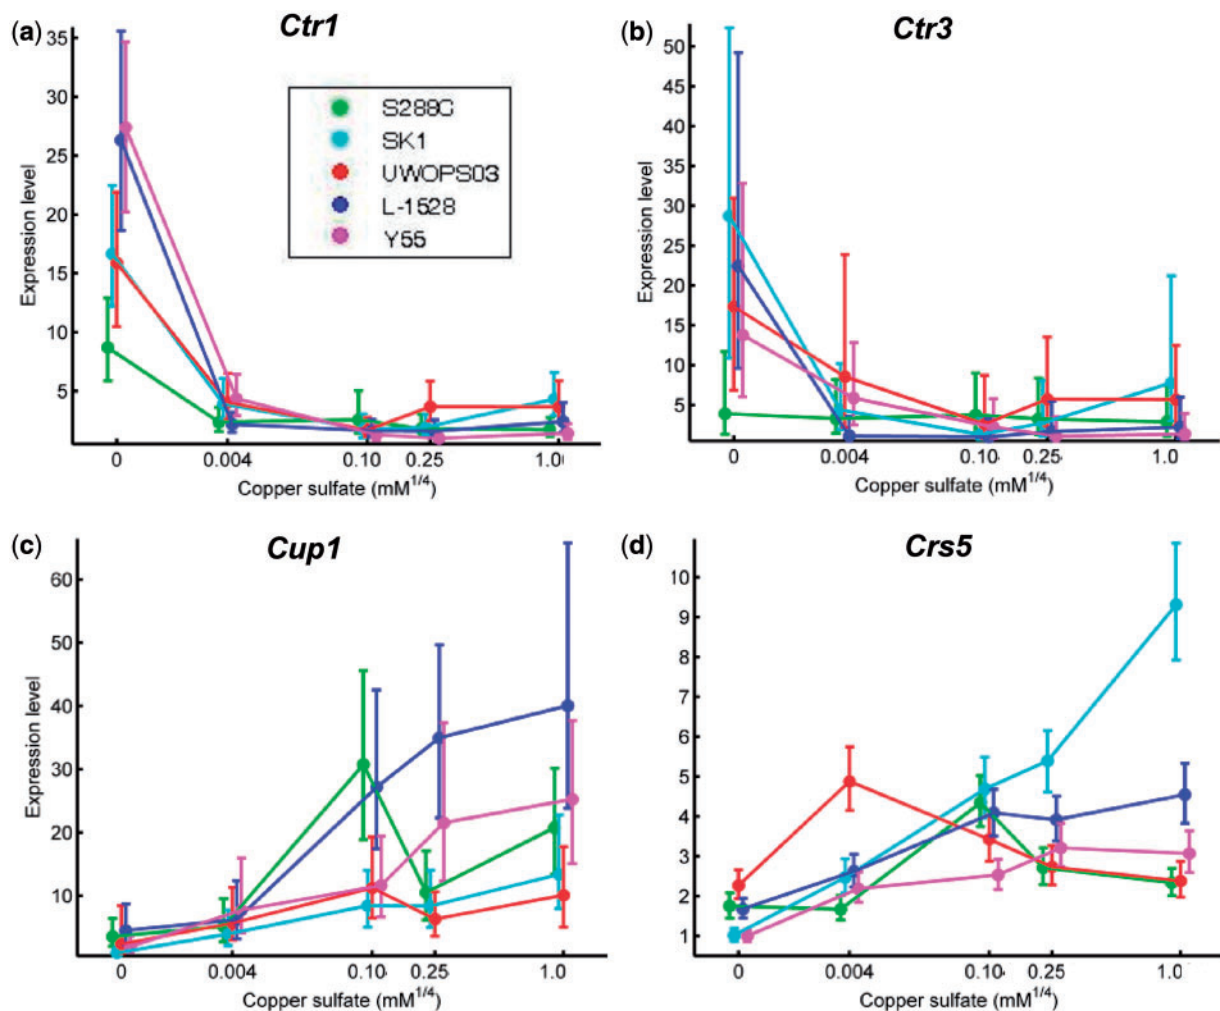 (a)
Ctr1
35
30
25
20
15
10
5
Expression level
S288C
SK1
UWOPS03
L-1528
Y55
0
0.004
0.10
0.25
1.0
Copper sulfate (mM1/4)
(b)
Ctr3
50
45
40
35
30
25
20
15
10
5
Expression level
0
0.004
0.10
0.25
1.0
Copper sulfate (mM1/4)
(c)
Cup1
60
50
40
30
20
10
Expression level
0
0.004
0.10
0.25
1.0
Copper sulfate (mM1/4)
(d)
Crs5
10
9
8
7
6
5
4
3
2
1
Expression level
0
0.004
0.10
0.25
1.0
Copper sulfate (mM1/4)